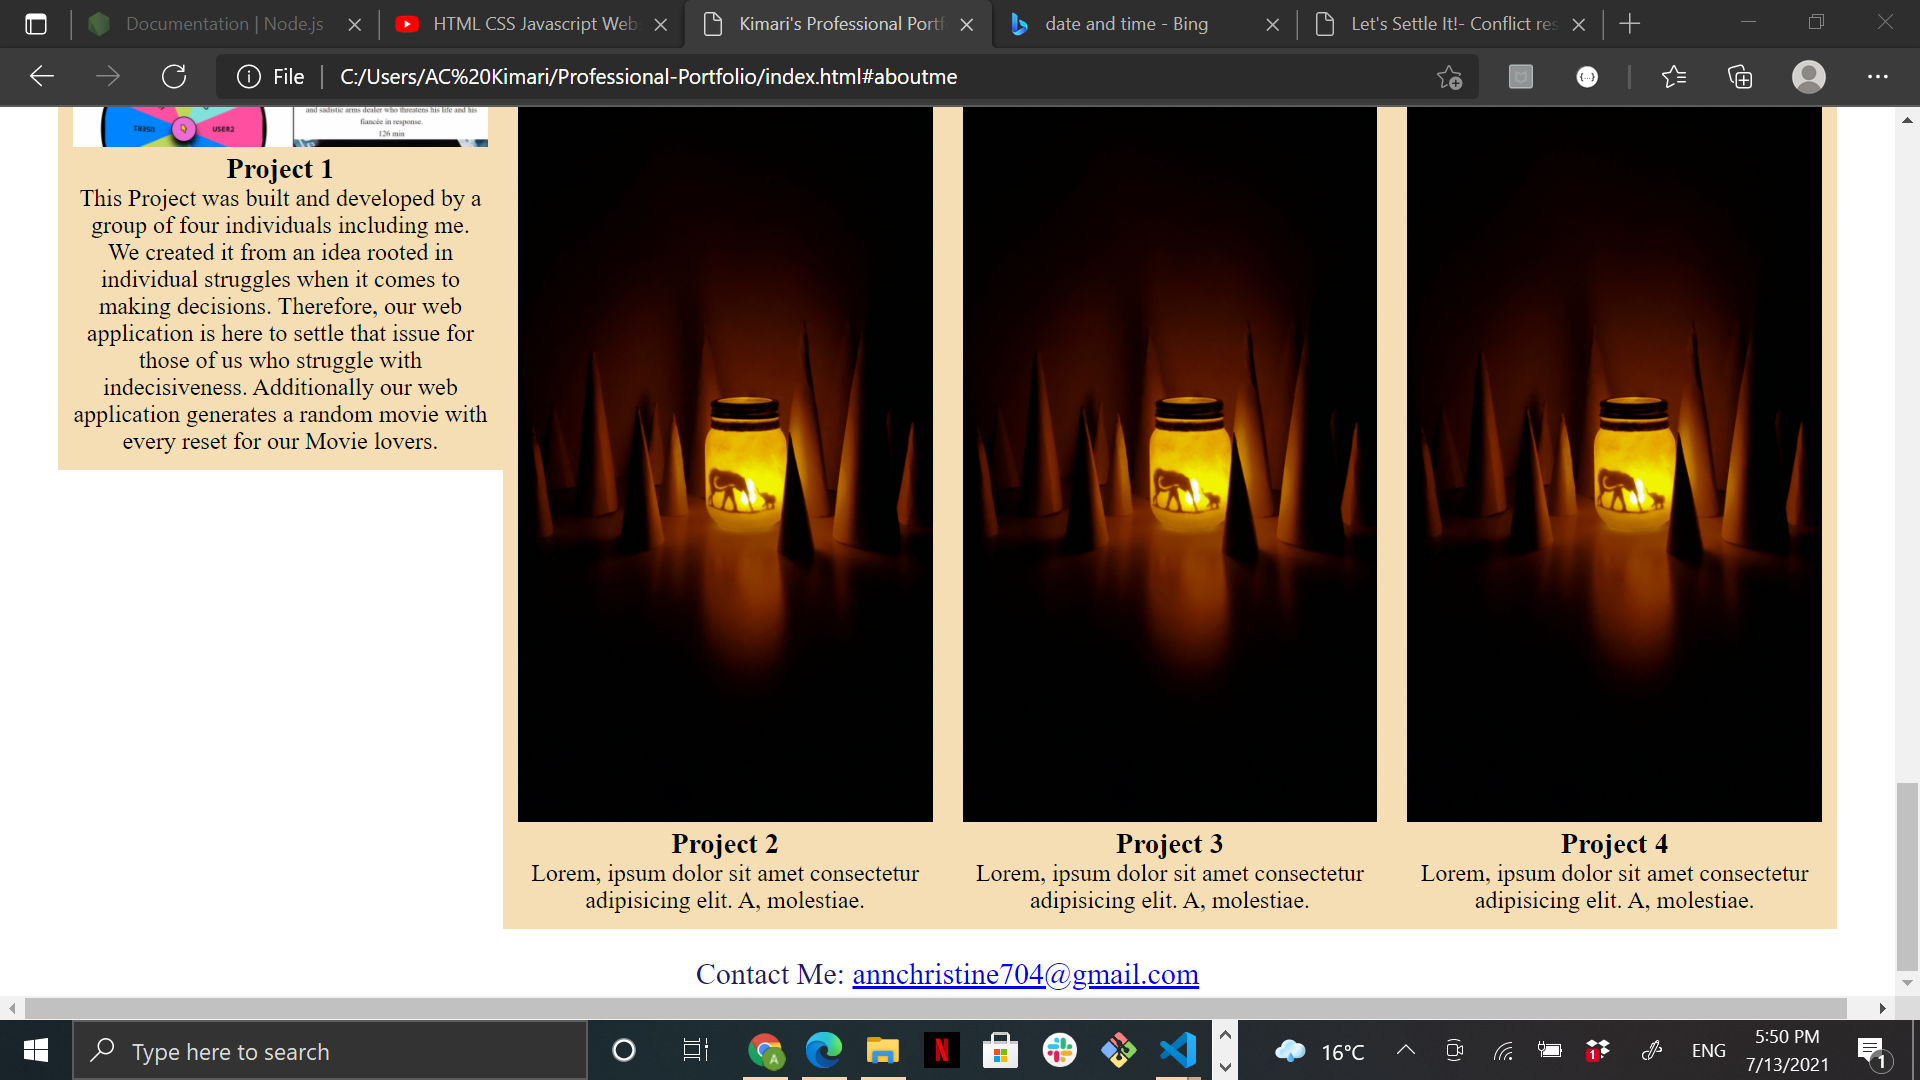 Documentation | Node.js
HTML CSS Javascript Web
Kimari's Professional Portf
date and time - Bing
Let's Settle It!- Conflict res
File
C:/Users/AC%20Kimari/Professional-Portfolio/index.html#aboutme
USER2
and sadistic arms dealer who threatens his life and his
fiancée in response.
126 min
Project 1
This Project was built and developed by a
group of four individuals including me.
We created it from an idea rooted in
individual struggles when it comes to
making decisions. Therefore, our web
application is here to settle that issue for
those of us who struggle with
indecisiveness. Additionally our web
application generates a random movie with
every reset for our Movie lovers.
Project 2
Lorem, ipsum dolor sit amet consectetur
adipisicing elit. A, molestiae.
Project 3
Lorem, ipsum dolor sit amet consectetur
adipisicing elit. A, molestiae.
Project 4
Lorem, ipsum dolor sit amet consectetur
adipisicing elit. A, molestiae.
Contact Me: annchristine704@gmail.com
Type here to search
A
N
16°C
1
ENG
5:50 PM
7/13/2021
1